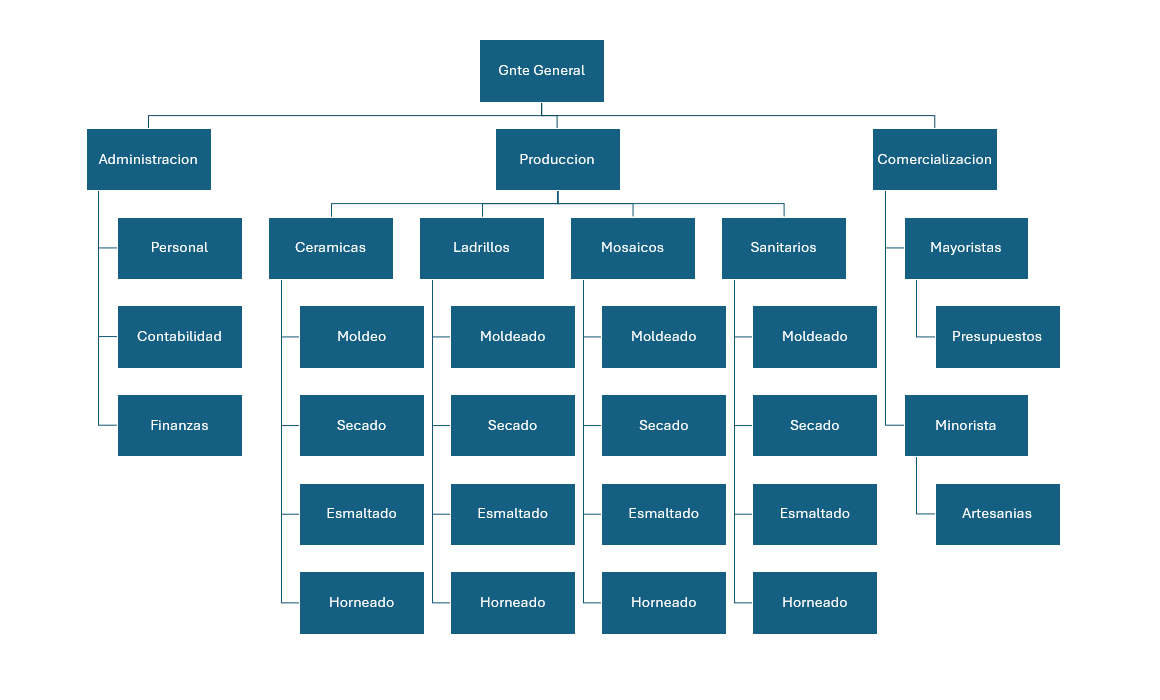 Gnte General
Administracion
Produccion
Comercializacion
Personal
Ceramicas
Ladrillos
Mosaicos
Sanitarios
Mayoristas
Contabilidad
Moldeo
Moldeado
Moldeado
Moldeado
Presupuestos
Finanzas
Secado
Secado
Secado
Secado
Minorista
Esmaltado
Esmaltado
Esmaltado
Esmaltado
Artesanias
Horneado
Horneado
Horneado
Horneado